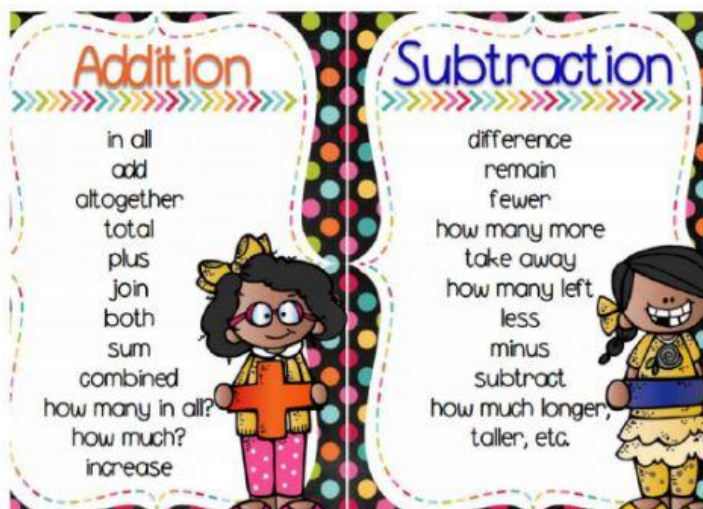 Addition
in all
add
altogether
total
plus
join
both
sum
combined
how many in all?
how much?
increase
Subtraction
difference
remain
fewer
how many more
take away
how many left
less
minus
subtract
how much longer,
taller, etc.